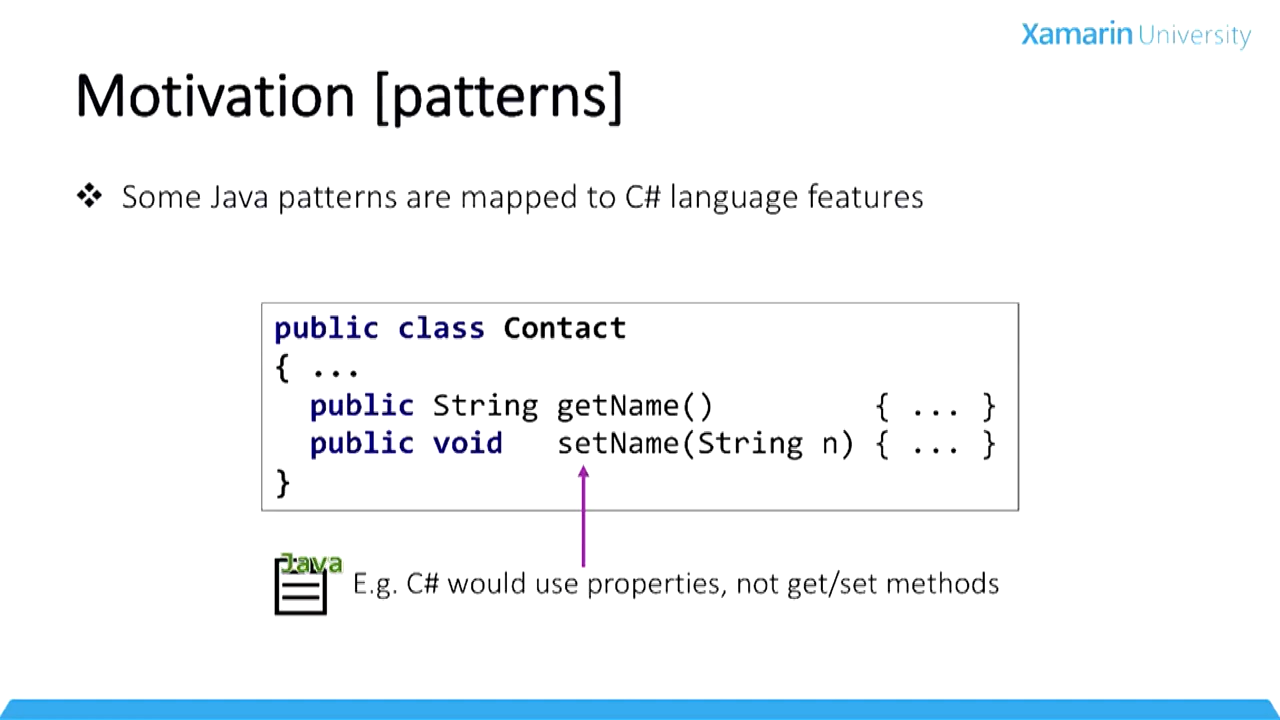 Xamarin University
Motivation [patterns]
❖ Some Java patterns are mapped to C# language features
public class Contact
{ ...
  public String getName()         { ... }
  public void   setName(String n) { ... }
}
Java
E.g. C# would use properties, not get/set methods